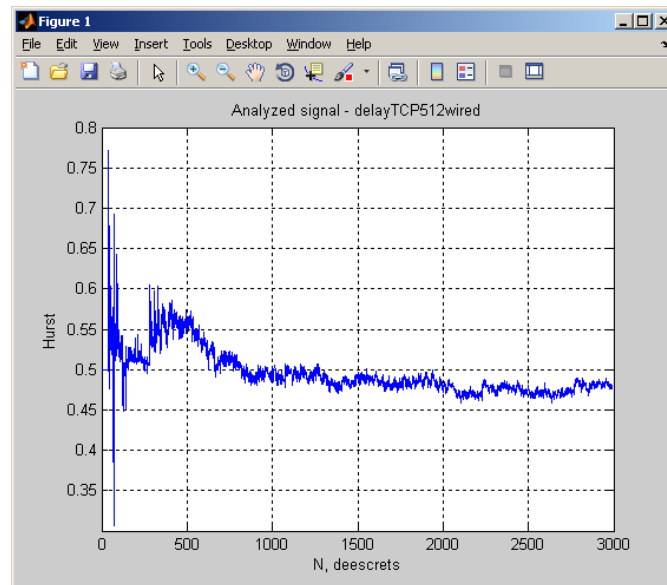 Figure 1
File Edit View Insert Tools Desktop Window Help
Analyzed signal - delayTCP512wired
0.8
0.75
0.7
0.65
0.6
0.55
0.5
0.45
0.4
0.35
Hurst
0 500 1000 1500 2000 2500 3000
N, deescrets